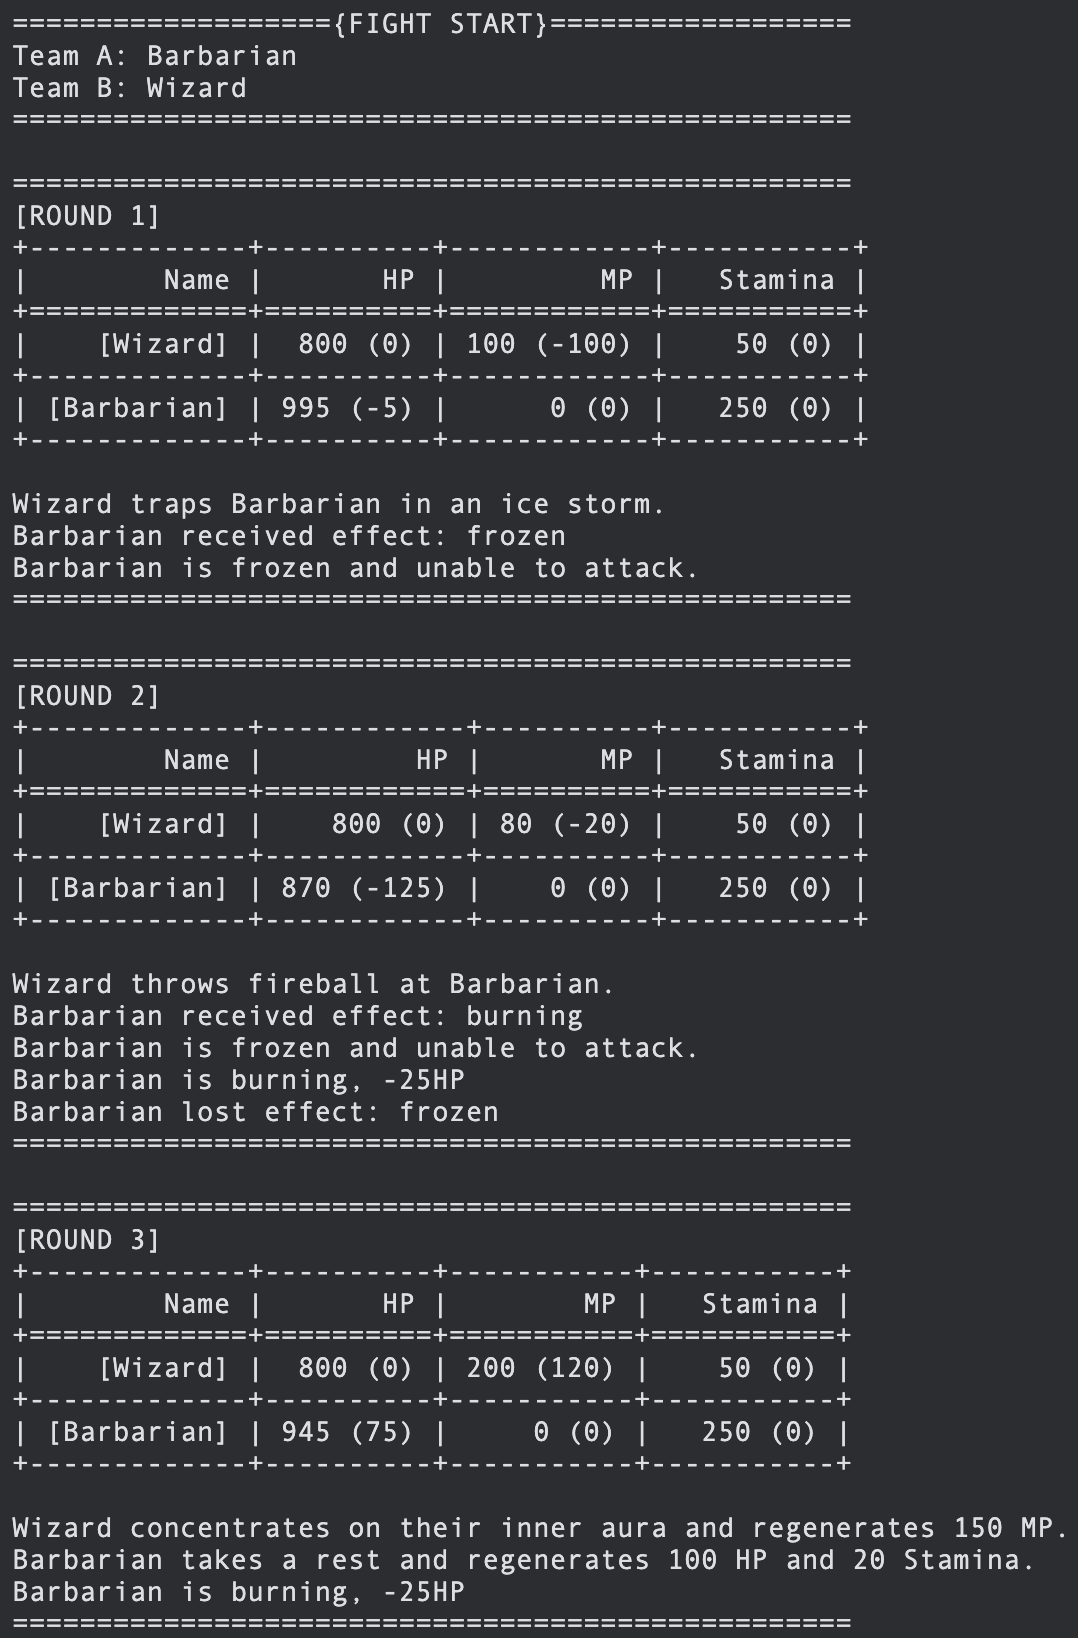 ==================={FIGHT START}==================
Team A: Barbarian
Team B: Wizard
==================================================

==================================================
[ROUND 1]
+-------------+----------+------------+-----------+
|        Name |       HP |         MP |   Stamina |
+=============+==========+============+===========+
|    [Wizard] |  800 (0) | 100 (-100) |    50 (0) |
+-------------+----------+------------+-----------+
| [Barbarian] | 995 (-5) |      0 (0) |   250 (0) |
+-------------+----------+------------+-----------+

Wizard traps Barbarian in an ice storm.
Barbarian received effect: frozen
Barbarian is frozen and unable to attack.
==================================================

==================================================
[ROUND 2]
+-------------+------------+----------+-----------+
|        Name |         HP |       MP |   Stamina |
+=============+============+==========+===========+
|    [Wizard] |    800 (0) | 80 (-20) |    50 (0) |
+-------------+------------+----------+-----------+
| [Barbarian] | 870 (-125) |    0 (0) |   250 (0) |
+-------------+------------+----------+-----------+

Wizard throws fireball at Barbarian.
Barbarian received effect: burning
Barbarian is frozen and unable to attack.
Barbarian is burning, -25HP
Barbarian lost effect: frozen
==================================================

==================================================
[ROUND 3]
+-------------+----------+-----------+-----------+
|        Name |       HP |        MP |   Stamina |
+=============+==========+===========+===========+
|    [Wizard] |  800 (0) | 200 (120) |    50 (0) |
+-------------+----------+-----------+-----------+
| [Barbarian] | 945 (75) |     0 (0) |   250 (0) |
+-------------+----------+-----------+-----------+

Wizard concentrates on their inner aura and regenerates 150 MP.
Barbarian takes a rest and regenerates 100 HP and 20 Stamina.
Barbarian is burning, -25HP
==================================================